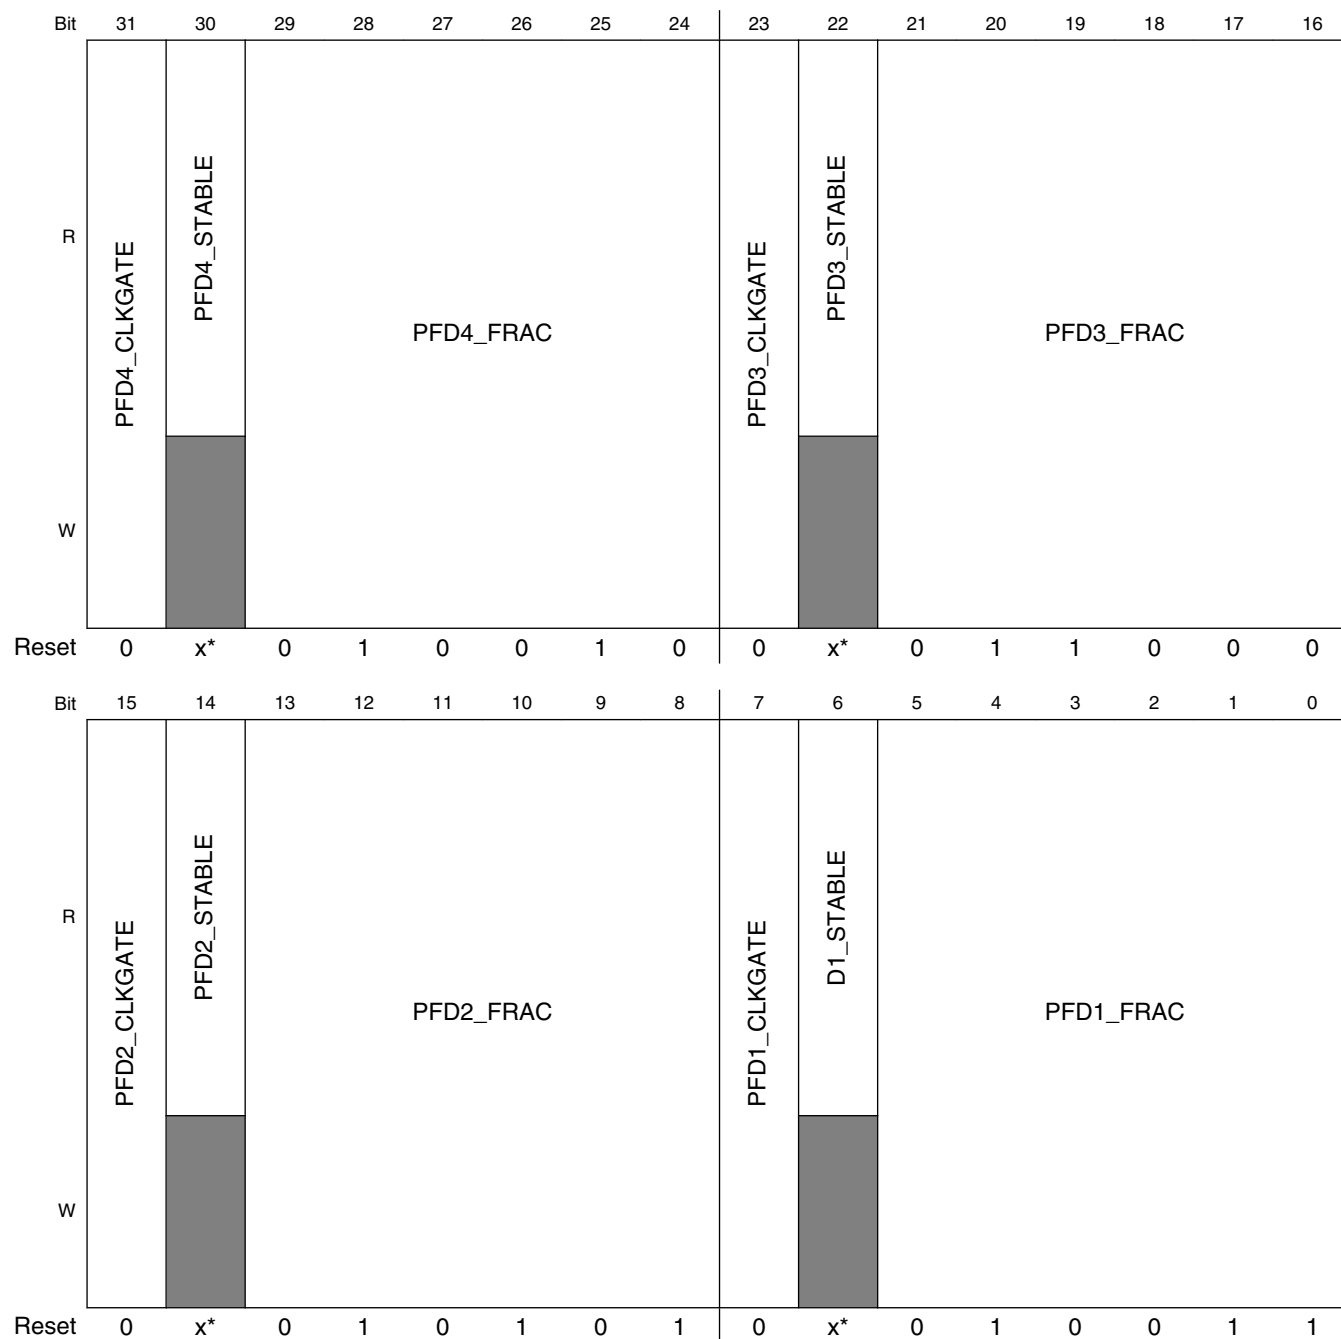 Bit 31 30 29 28 27 26 25 24 23 22 21 20 19 18 17 16
R
W
PFD4_CLKGATE
PFD4_STABLE
PFD4_FRAC
PFD3_CLKGATE
PFD3_STABLE
PFD3_FRAC
Reset 0 x* 0 1 0 0 1 0 0 x* 0 1 1 0 0 0
Bit 15 14 13 12 11 10 9 8 7 6 5 4 3 2 1 0
R
W
PFD2_CLKGATE
PFD2_STABLE
PFD2_FRAC
PFD1_CLKGATE
D1_STABLE
PFD1_FRAC
Reset 0 x* 0 1 0 1 0 1 0 x* 0 1 0 0 1 1